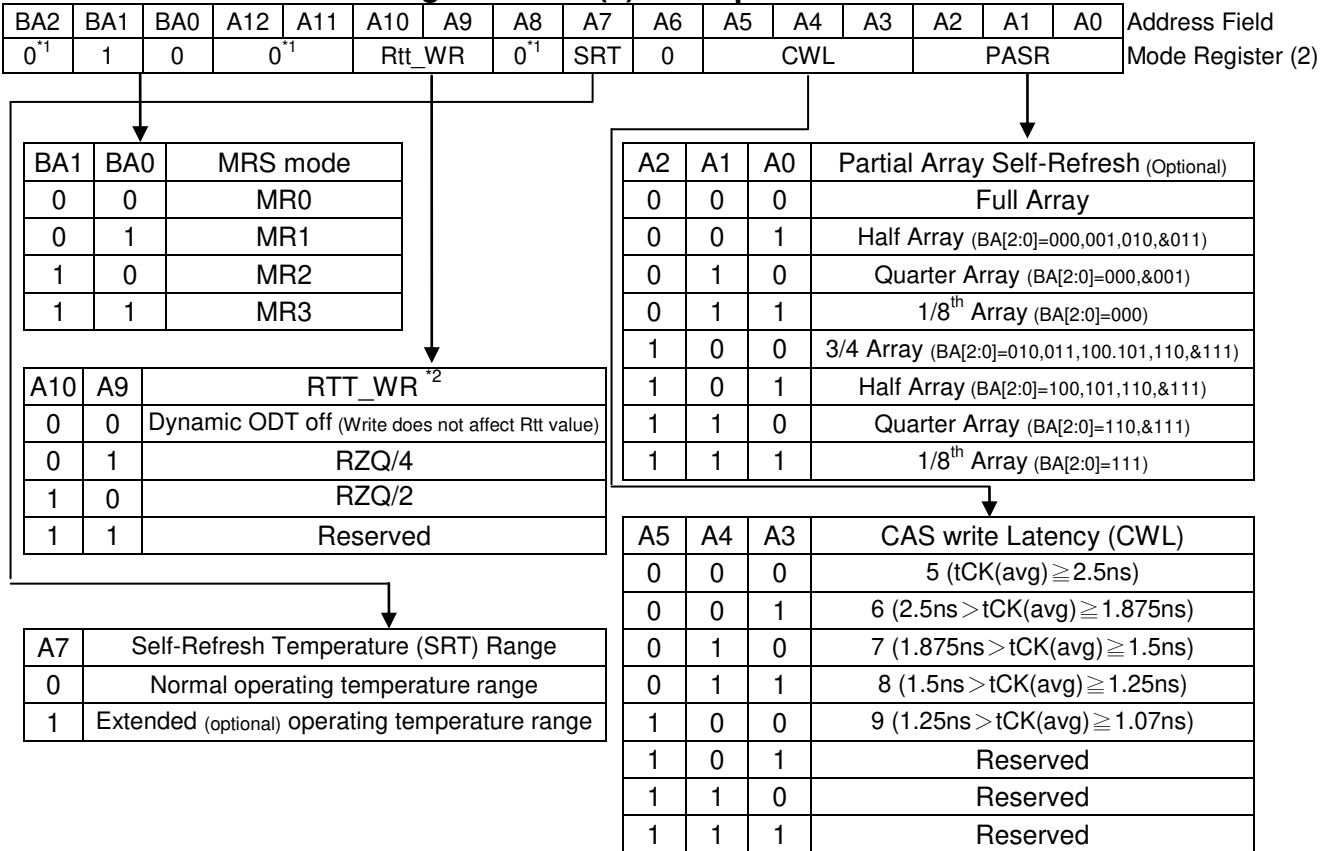 BA2 BA1 BA0 A12 A11 A10 A9 A8 A7 A6 A5 A4 A3 A2 A1 A0 Address Field
0*1 1 0 0*1 Rtt_WR 0*1 SRT 0 CWL PASR Mode Register (2)
BA1 BA0 MRS mode
0 0 MR0
0 1 MR1
1 0 MR2
1 1 MR3
A2 A1 A0 Partial Array Self-Refresh (Optional)
0 0 0 Full Array
0 0 1 Half Array (BA[2:0]=000,001,010,&011)
0 1 0 Quarter Array (BA[2:0]=000,&001)
0 1 1 1/8th Array (BA[2:0]=000)
1 0 0 3/4 Array (BA[2:0]=010,011,100.101,110,&111)
1 0 1 Half Array (BA[2:0]=100,101,110,&111)
1 1 0 Quarter Array (BA[2:0]=110,&111)
1 1 1 1/8th Array (BA[2:0]=111)
A10 A9 RTT_WR *2
0 0 Dynamic ODT off (Write does not affect Rtt value)
0 1 RZQ/4
1 0 RZQ/2
1 1 Reserved
A5 A4 A3 CAS write Latency (CWL)
0 0 0 5 (tCK(avg)≧2.5ns)
0 0 1 6 (2.5ns>tCK(avg)≧1.875ns)
0 1 0 7 (1.875ns>tCK(avg)≧1.5ns)
0 1 1 8 (1.5ns>tCK(avg)≧1.25ns)
1 0 0 9 (1.25ns>tCK(avg)≧1.07ns)
1 0 1 Reserved
1 1 0 Reserved
1 1 1 Reserved
A7 Self-Refresh Temperature (SRT) Range
0 Normal operating temperature range
1 Extended (optional) operating temperature range